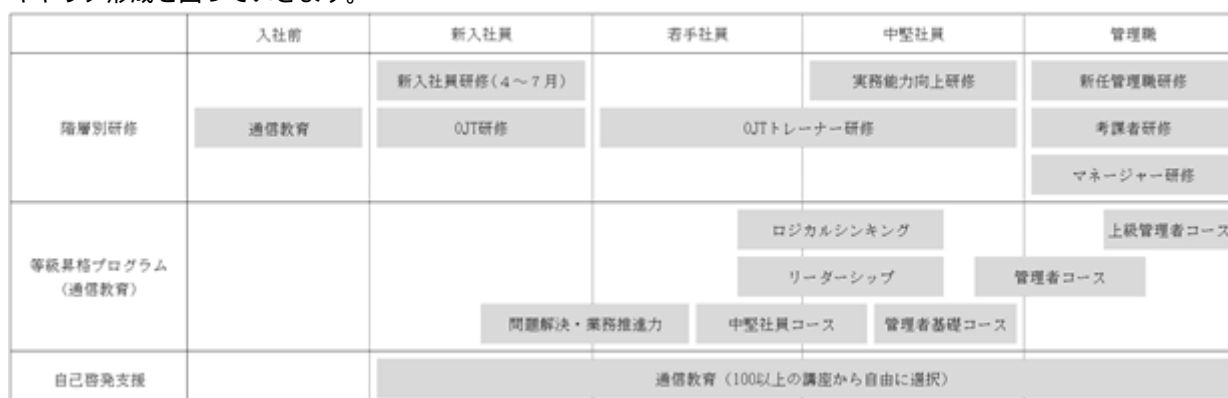 キャリア形成を図っていきます。
入社前 新入社員 若手社員 中堅社員 管理職
新入社員研修(4～7月) 実務能力向上研修 新任管理職研修
階層別研修 通信教育 OJT研修 OJTトレーナー研修 考課者研修
マネージャー研修
ロジカルシンキング 上級管理者コース
等級昇格プログラム
(通信教育)
リーダーシップ 管理者コース
問題解決・業務推進力 中堅社員コース 管理者基礎コース
自己啓発支援 通信教育(100以上の講座から自由に選択)